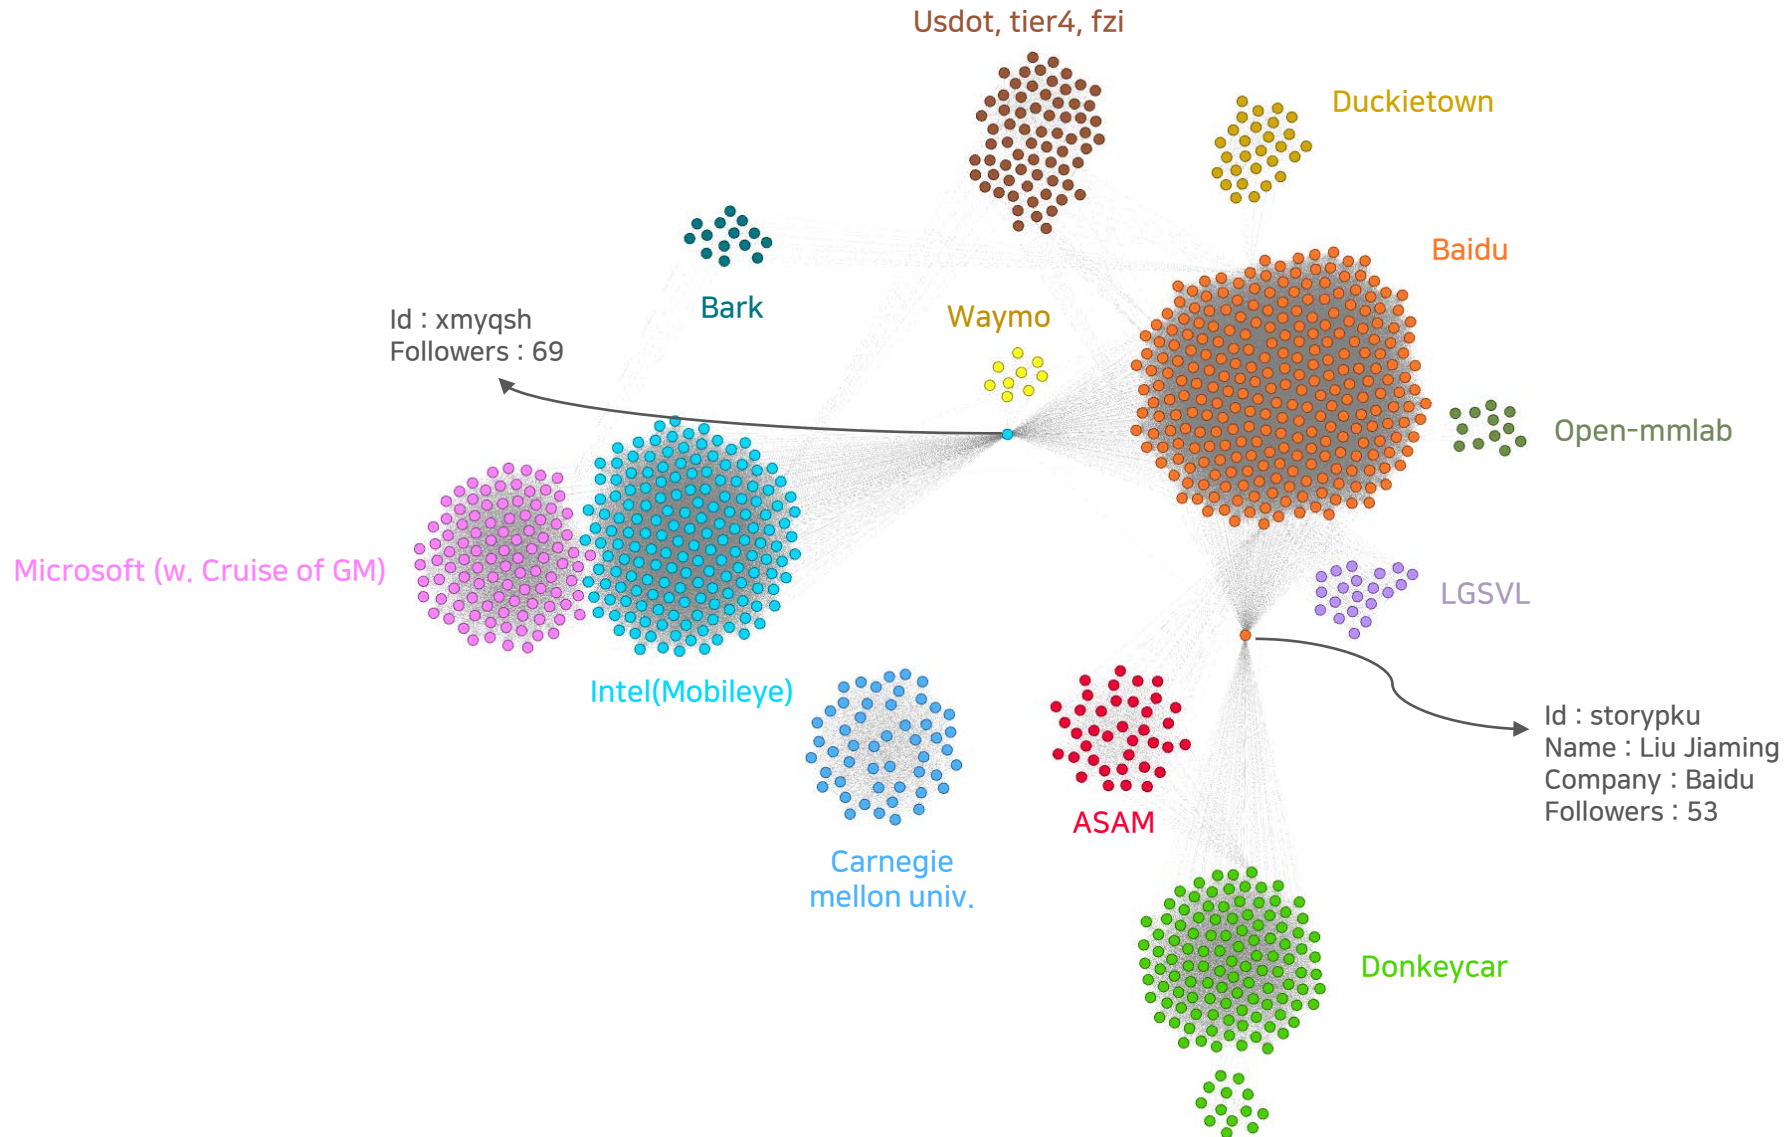 Usdot, tier4, fzi
Duckietown
Baidu
Bark
Waymo
Id : xmyqsh
Followers : 69
Open-mmlab
Microsoft (w. Cruise of GM)
LGSVL
Intel(Mobileye)
Id : storypku
Name : Liu Jiaming
Company : Baidu
Followers : 53
ASAM
Carnegie
mellon univ.
Donkeycar